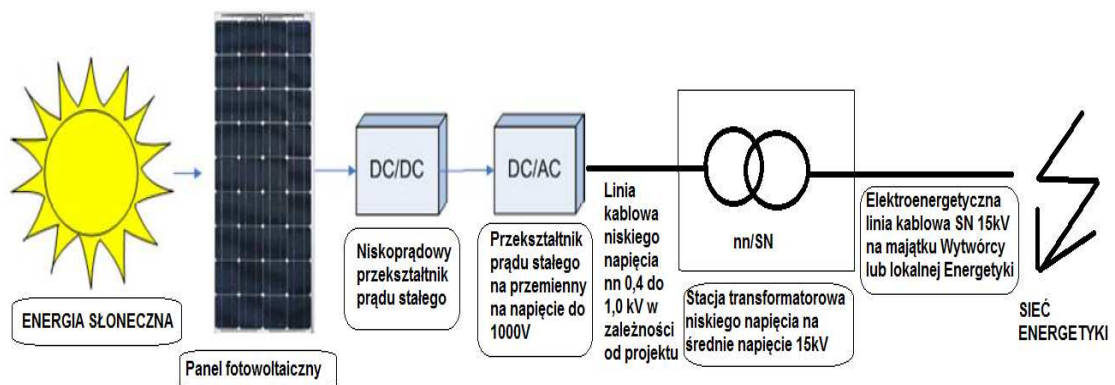 ENERGIA SŁONECZNA
Panel fotowoltaiczny
DC/DC
Niskoprądowy
przekształtnik
prądu stałego
DC/AC
Przekształtnik
prądu stałego
na przemienny
na napięcie do
1000V
Linia
kablowa
niskiego
napięcia
nn 0,4 do
1,0 kV w
zależności
od projektu
nn/SN
Stacja transformatorowa
niskiego napięcia na
średnie napięcie 15kV
Elektroenergetyczna
linia kablowa SN 15kV
na majątku Wytwórcy
lub lokalnej Energetyki
SIEĆ
ENERGETYKI